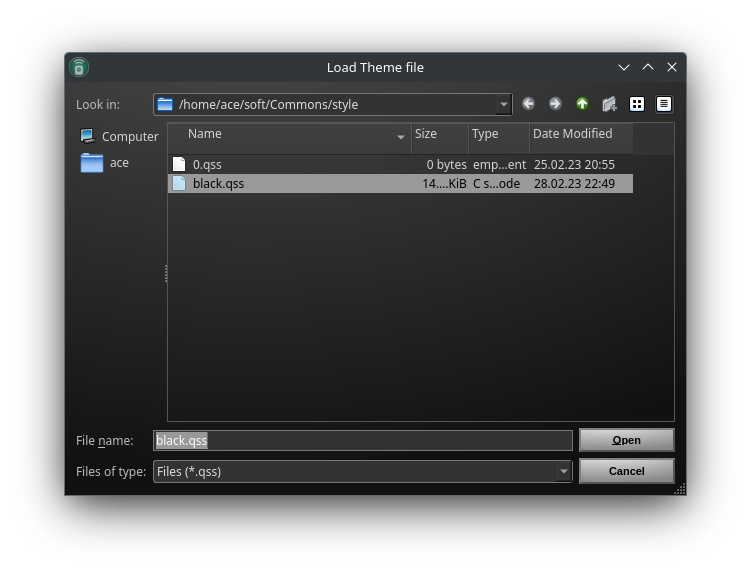 Load Theme file
Look in: /home/ace/soft/Commons/style
Computer
ace
Name Size Type Date Modified
0.qss 0 bytes emp...ent 25.02.23 20:55
black.qss 14....KiB C s...ode 28.02.23 22:49
File name: black.qss Open
Files of type: Files (*.qss) Cancel